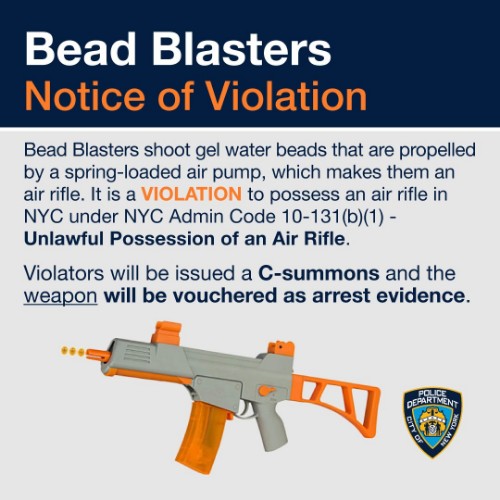 Bead Blasters
Notice of Violation
Bead Blasters shoot gel water beads that are propelled
by a spring-loaded air pump, which makes them an
air rifle. It is a VIOLATION to possess an air rifle in
NYC under NYC Admin Code 10-131(b)(1) -
Unlawful Possession of an Air Rifle.
Violators will be issued a C-summons and the
weapon will be vouchered as arrest evidence.
POLICE
DEPARTMENT
CITY OF NEW YORK